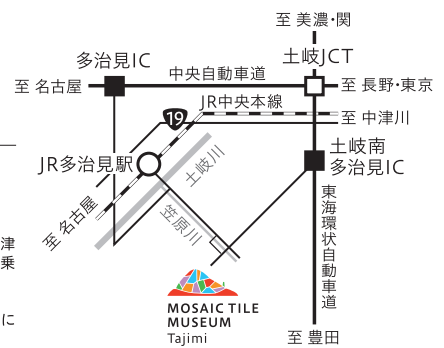 至 美濃・関
多治見IC
土岐JCT
中央自動車道
至 名古屋
至 長野・東京
JR中央本線
19
至 中津川
土岐南
多治見IC
JR多治見駅
土岐川
至 名古屋
笠原川
東海環状自動車道
津
乗
に
MOSAIC TILE
MUSEUM
Tajimi
至 豊田